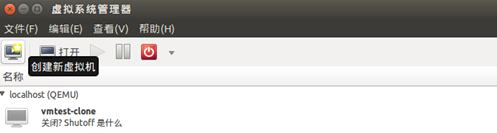 虚拟系统管理器
文件(F) 编辑(E) 查看(V) 帮助(H)
打开
创建新虚拟机
名称
localhost (QEMU)
vmtest-clone
关闭? Shutoff 是什么